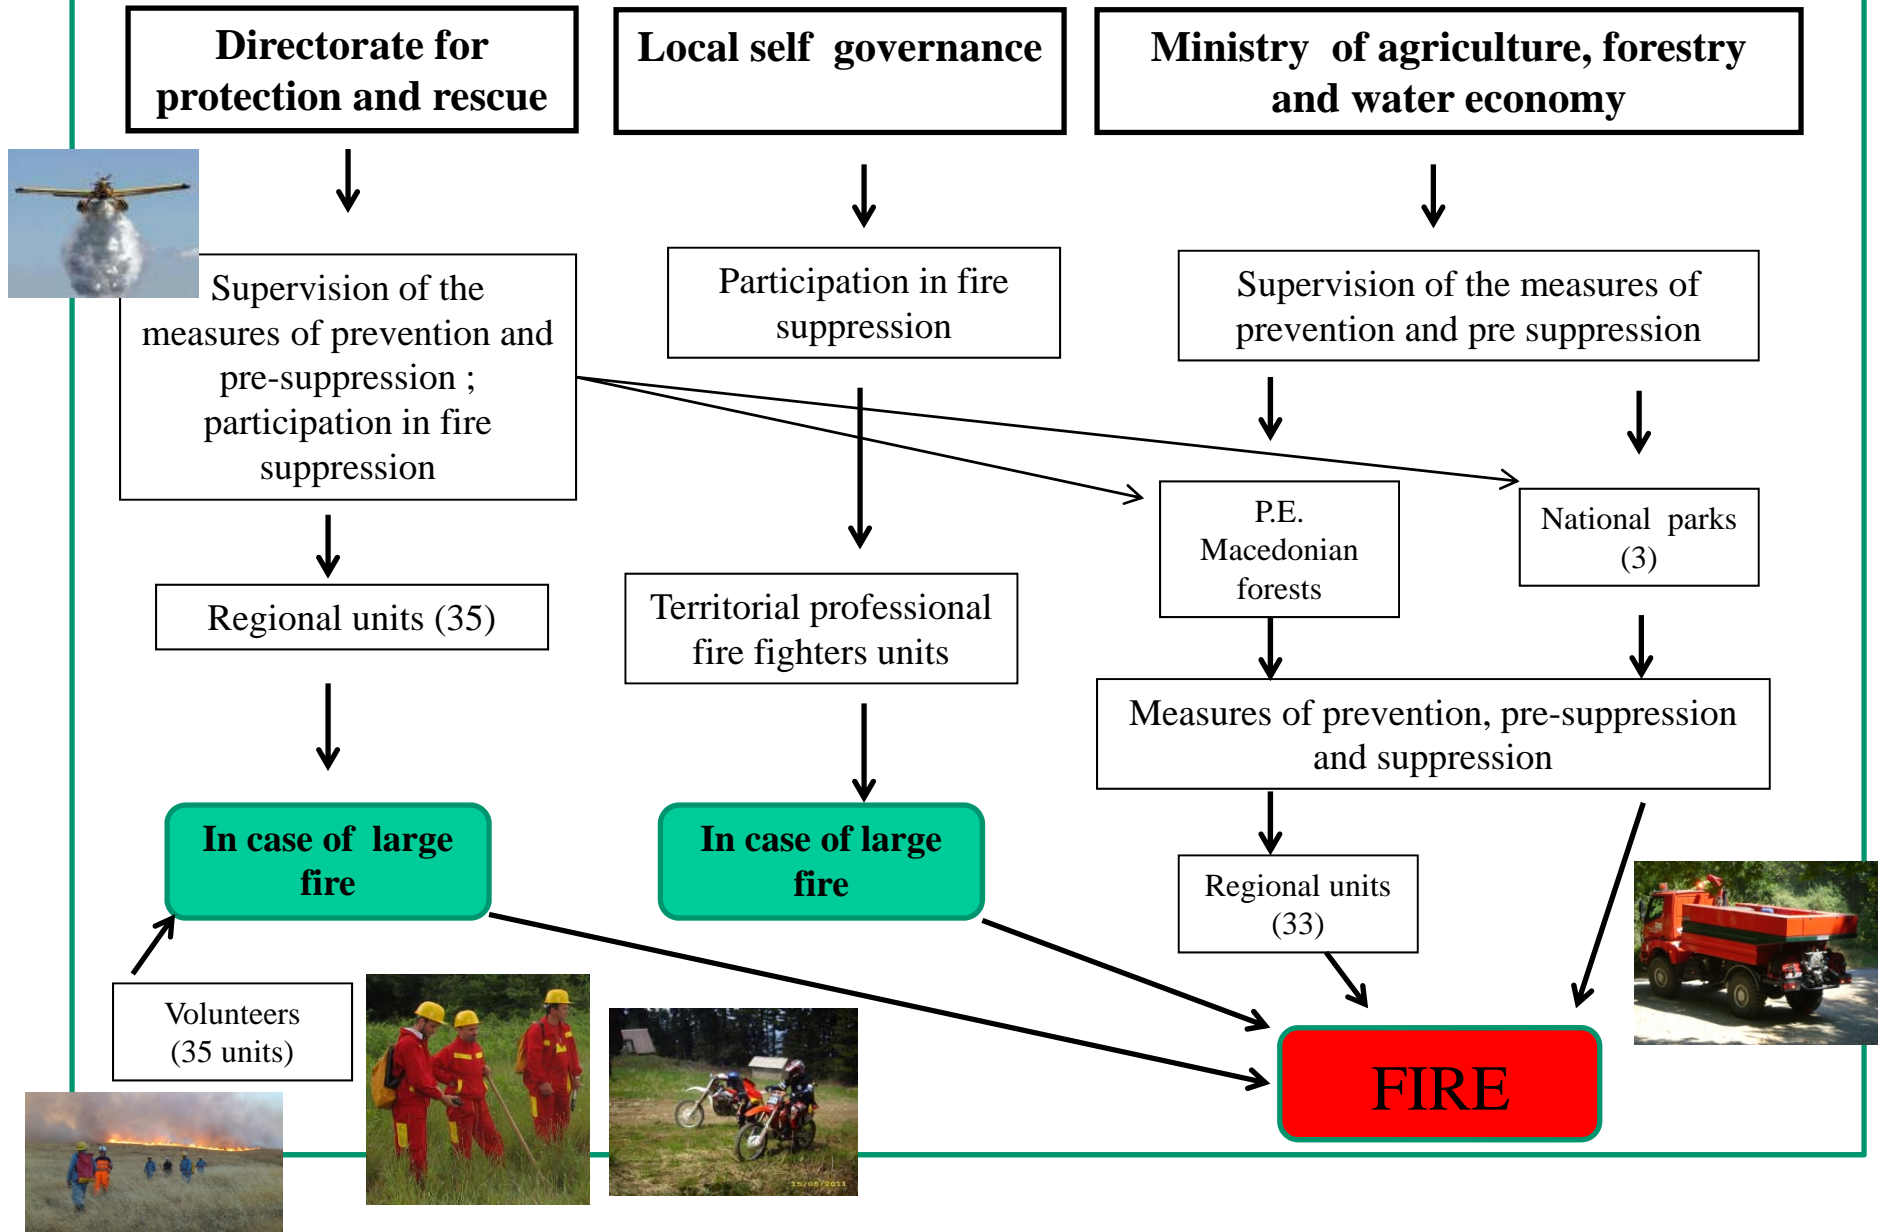 Directorate for
protection and rescue
Local self governance
Ministry of agriculture, forestry
and water economy
Supervision of the
measures of prevention and
pre-suppression ;
participation in fire
suppression
Participation in fire
suppression
Supervision of the measures of
prevention and pre suppression
P.E.
Macedonian
forests
National parks
(3)
Regional units (35)
Territorial professional
fire fighters units
Measures of prevention, pre-suppression
and suppression
In case of large
fire
In case of large
fire
Regional units
(33)
Volunteers
(35 units)
FIRE
15/05/2011